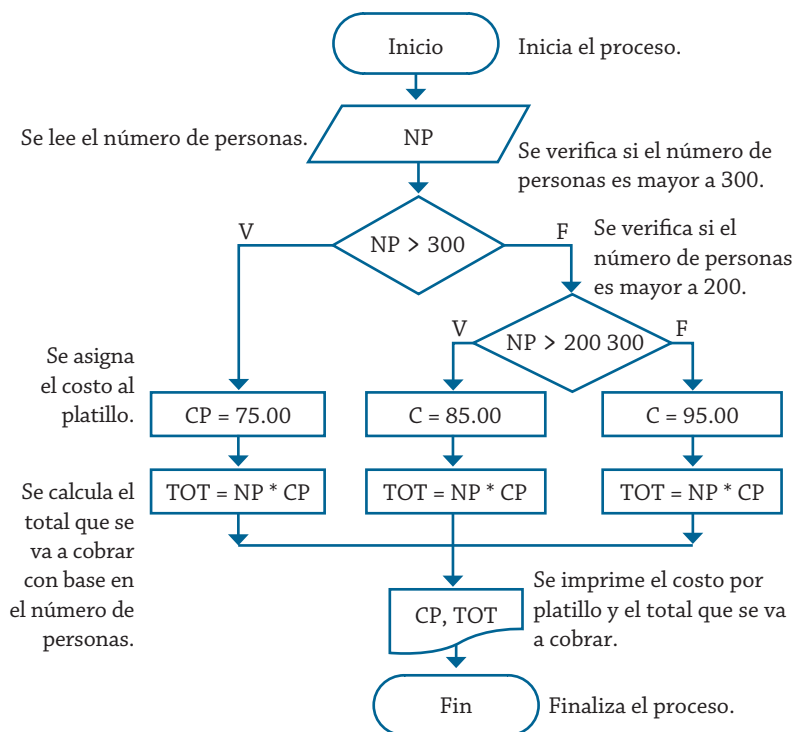 Inicio
Inicia el proceso.
Se lee el número de personas.
NP
Se verifica si el número de
personas es mayor a 300.
V
NP > 300
F
Se verifica si el
número de personas
es mayor a 200.
V
NP > 200 300
F
Se asigna
el costo al
platillo.
CP = 75.00
C = 85.00
C = 95.00
Se calcula el
total que se
va a cobrar
con base en
el número de
personas.
TOT = NP * CP
TOT = NP * CP
TOT = NP * CP
CP, TOT
Se imprime el costo por
platillo y el total que se va
a cobrar.
Fin
Finaliza el proceso.